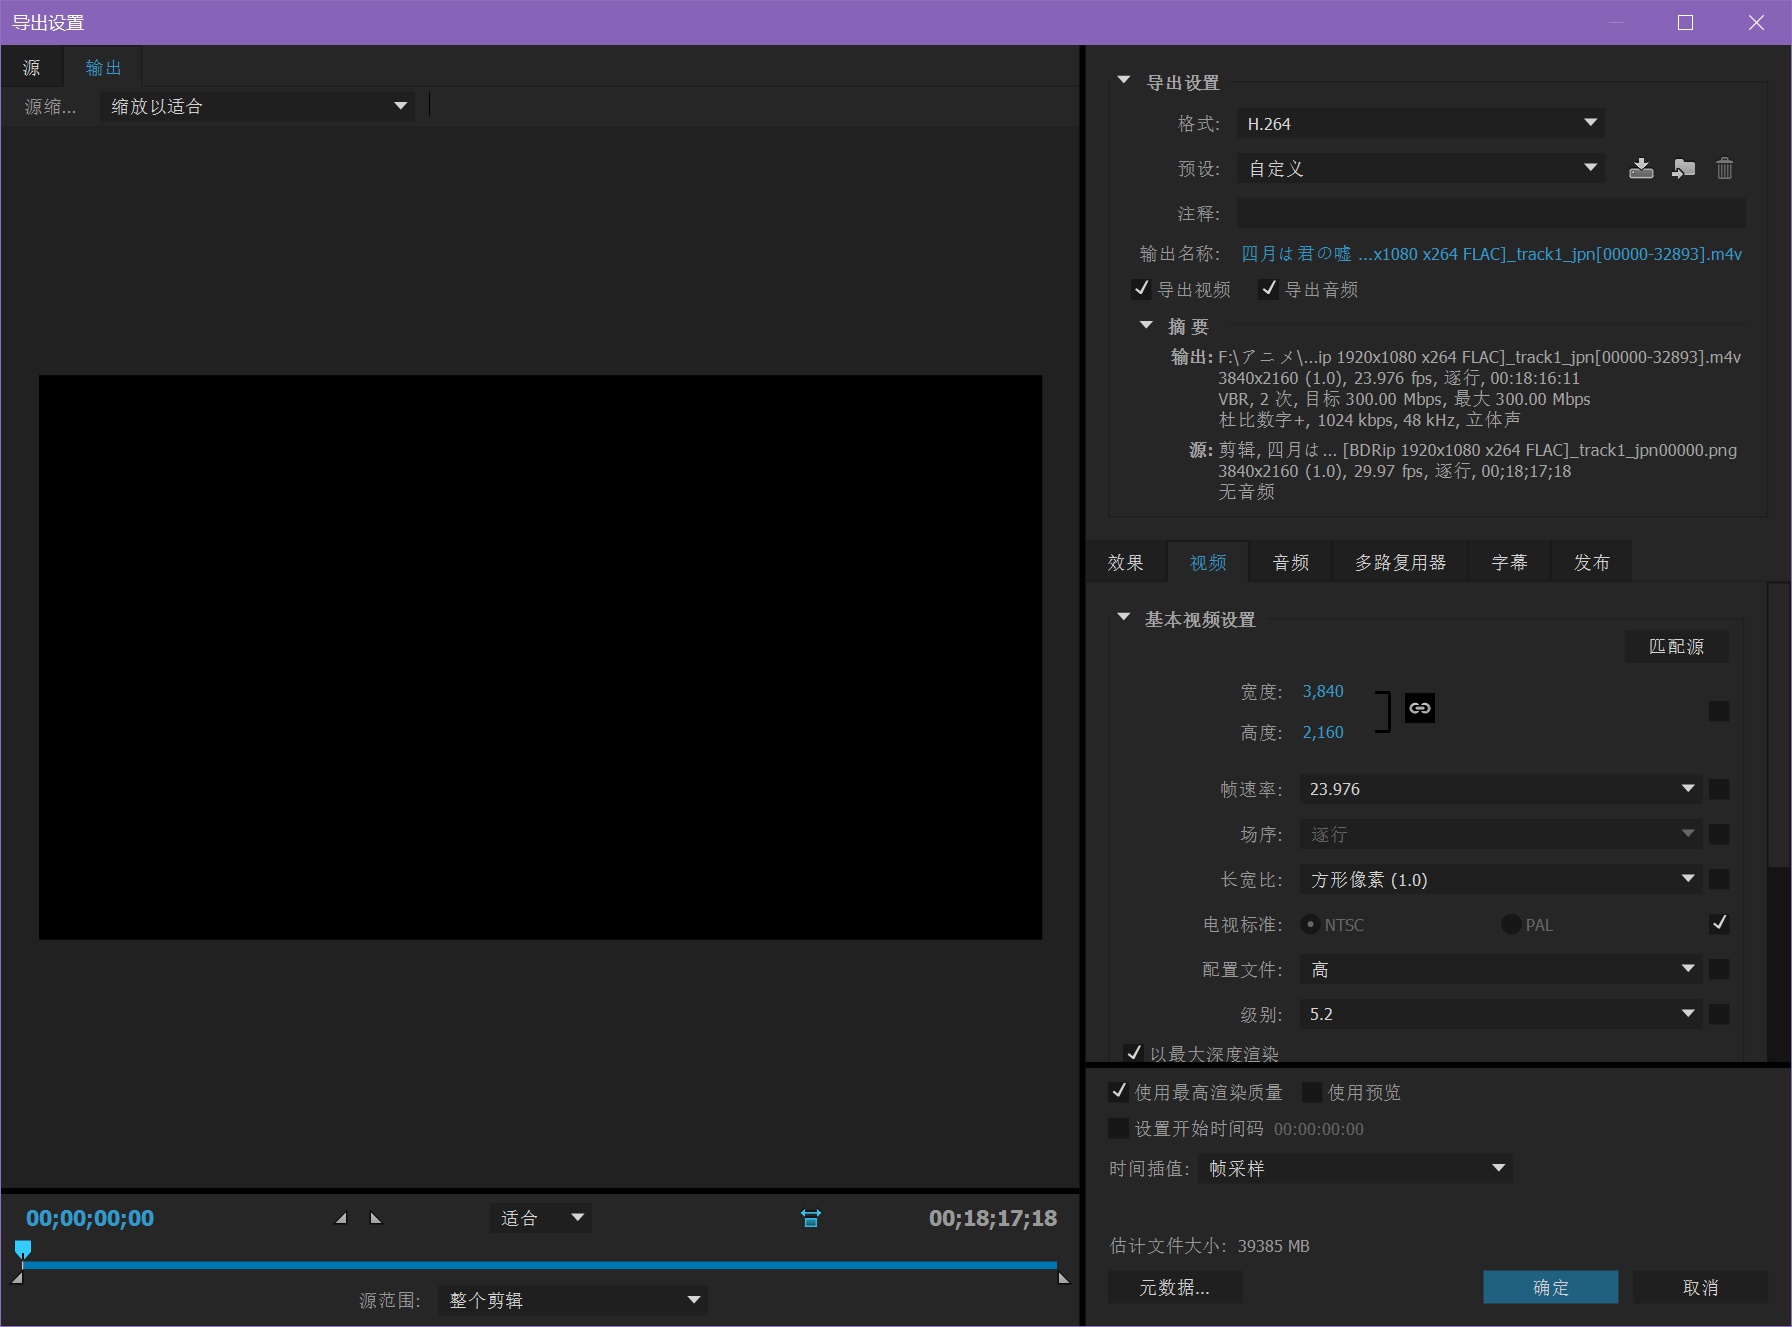 导出设置
源 输出
源缩... 缩放以适合
导出设置
格式: H.264
预设: 自定义
注释:
输出名称: 四月は君の嘘 ...x1080 x264 FLAC]_track1_jpn[00000-32893].m4v
导出视频 导出音频
摘要
输出: F:\アニメ\...ip 1920x1080 x264 FLAC]_track1_jpn[00000-32893].m4v
3840x2160 (1.0), 23.976 fps, 逐行, 00:18:16:11
VBR, 2 次, 目标 300.00 Mbps, 最大 300.00 Mbps
杜比数字+, 1024 kbps, 48 kHz, 立体声
源: 剪辑, 四月は... [BDRip 1920x1080 x264 FLAC]_track1_jpn00000.png
3840x2160 (1.0), 29.97 fps, 逐行, 00;18;17;18
无音频
效果 视频 音频 多路复用器 字幕 发布
基本视频设置
匹配源
宽度: 3,840
高度: 2,160
帧速率: 23.976
场序: 逐行
长宽比: 方形像素 (1.0)
电视标准: NTSC PAL
配置文件: 高
级别: 5.2
以最大深度渲染
使用最高渲染质量 使用预览
设置开始时间码 00:00:00:00
时间插值: 帧采样
估计文件大小: 39385 MB
元数据... 确定 取消
00;00;00;00 适合 00;18;17;18
源范围: 整个剪辑